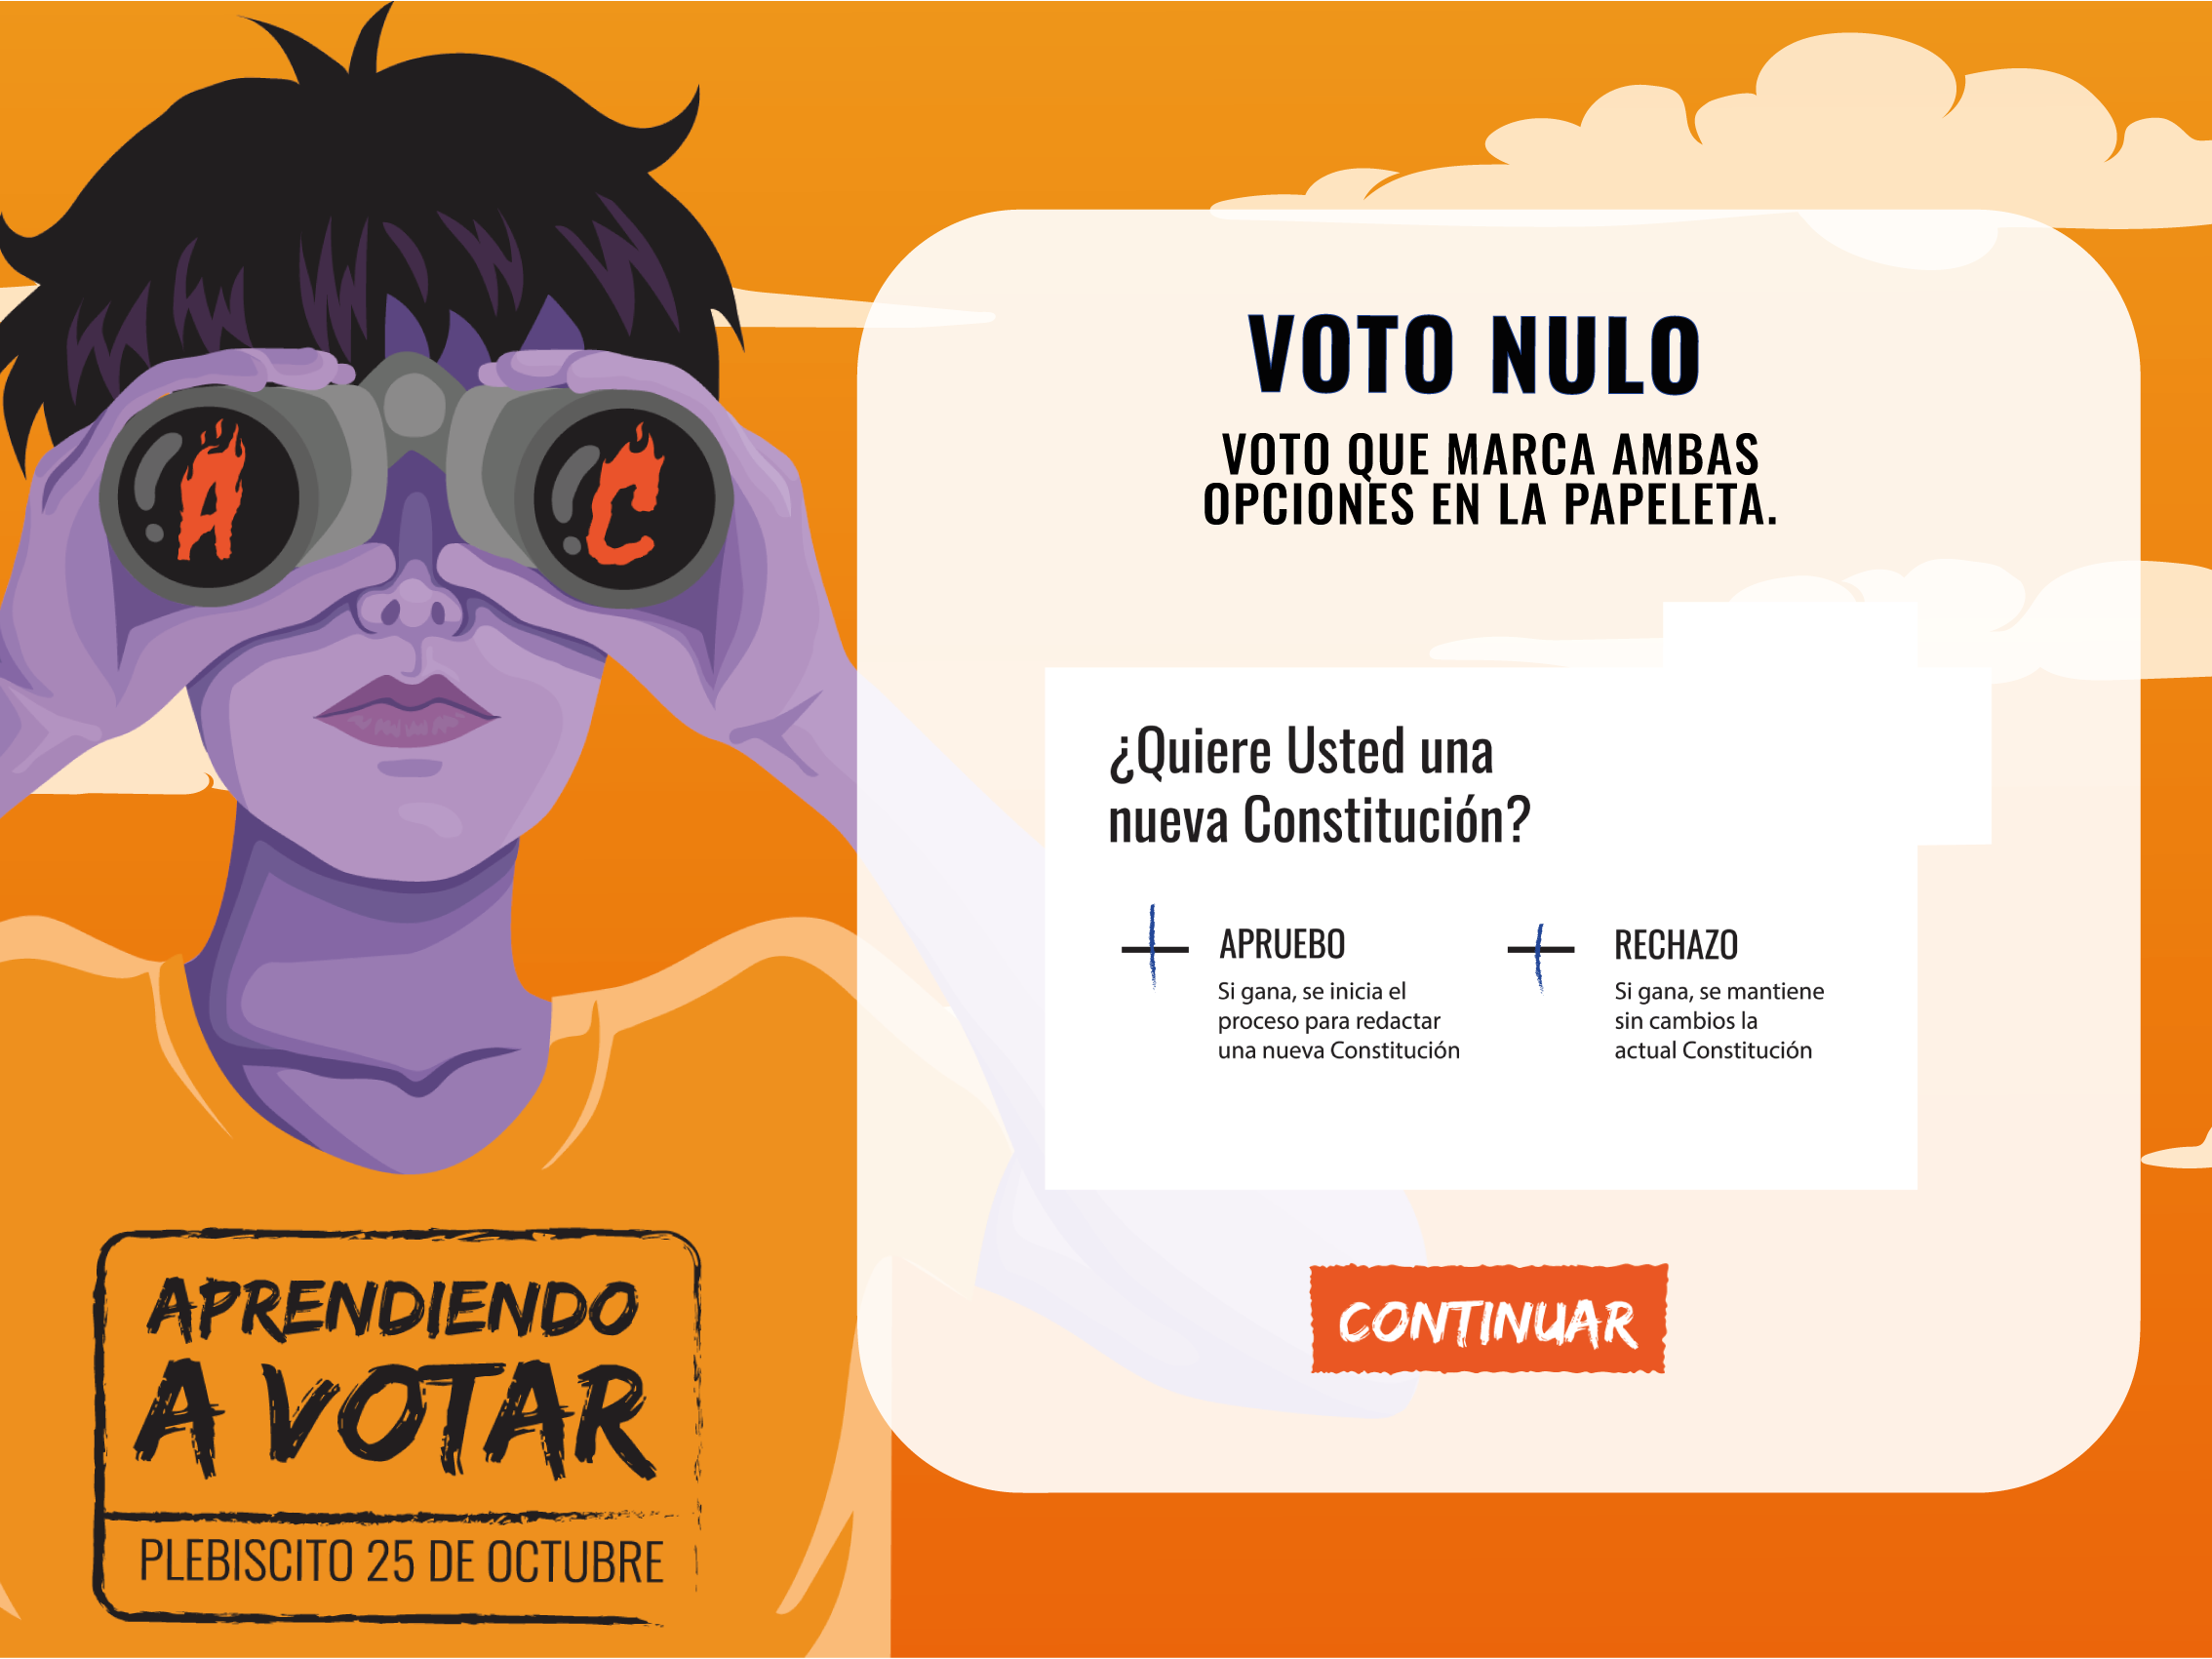 A C
VOTO NULO
VOTO QUE MARCA AMBAS
OPCIONES EN LA PAPELETA.
¿Quiere Usted una
nueva Constitución?
APRUEBO
Si gana, se inicia el
proceso para redactar
una nueva Constitución
RECHAZO
Si gana, se mantiene
sin cambios la
actual Constitución
CONTINUAR
APRENDIENDO
A VOTAR
PLEBISCITO 25 DE OCTUBRE